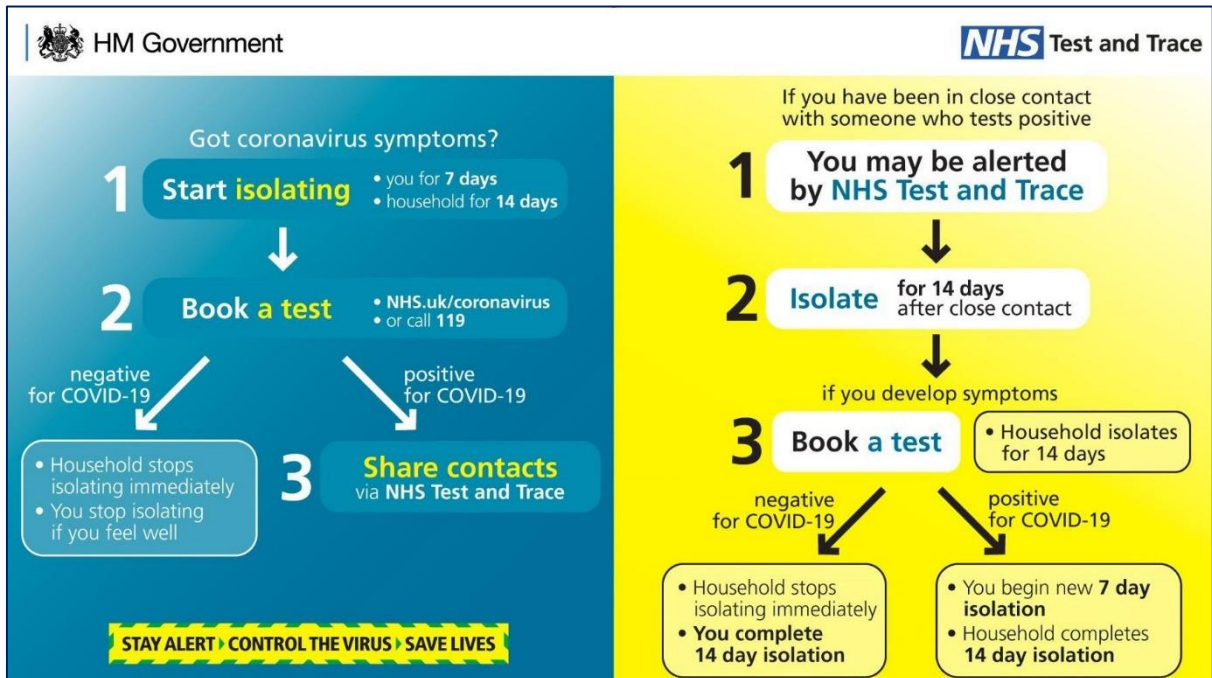 HM Government
NHS Test and Trace
Got coronavirus symptoms?
1
Start isolating
• you for 7 days
• household for 14 days
2
Book a test
• NHS.uk/coronavirus
• or call 119
negative
for COVID-19
positive
for COVID-19
• Household stops
isolating immediately
• You stop isolating
if you feel well
3
Share contacts
via NHS Test and Trace
STAY ALERT CONTROL THE VIRUS SAVE LIVES
If you have been in close contact
with someone who tests positive
1
You may be alerted
by NHS Test and Trace
2
Isolate
for 14 days
after close contact
if you develop symptoms
3
Book a test
• Household isolates
for 14 days
negative
for COVID-19
positive
for COVID-19
• Household stops
isolating immediately
• You complete
14 day isolation
• You begin new 7 day
isolation
• Household completes
14 day isolation